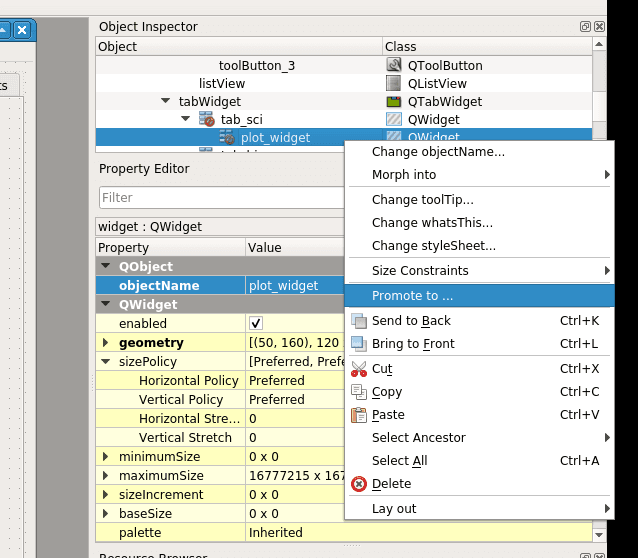 Object Inspector
Object Class
toolButton_3 QToolButton
listView QListView
tabWidget QTabWidget
tab_sci QWidget
plot_widget QWidget
Property Editor
Filter
widget : QWidget
Property Value
QObject
objectName plot_widget
QWidget
enabled
geometry [(50, 160), 120
sizePolicy [Preferred, Prefe
Horizontal Policy Preferred
Vertical Policy Preferred
Horizontal Stre... 0
Vertical Stretch 0
minimumSize 0 x 0
maximumSize 16777215 x 167
sizeIncrement 0 x 0
baseSize 0 x 0
palette Inherited
Change objectName...
Morph into
Change toolTip...
Change whatsThis...
Change styleSheet...
Size Constraints
Promote to ...
Send to Back Ctrl+K
Bring to Front Ctrl+L
Cut Ctrl+X
Copy Ctrl+C
Paste Ctrl+V
Select Ancestor
Select All Ctrl+A
Delete
Lay out
Resource Browser